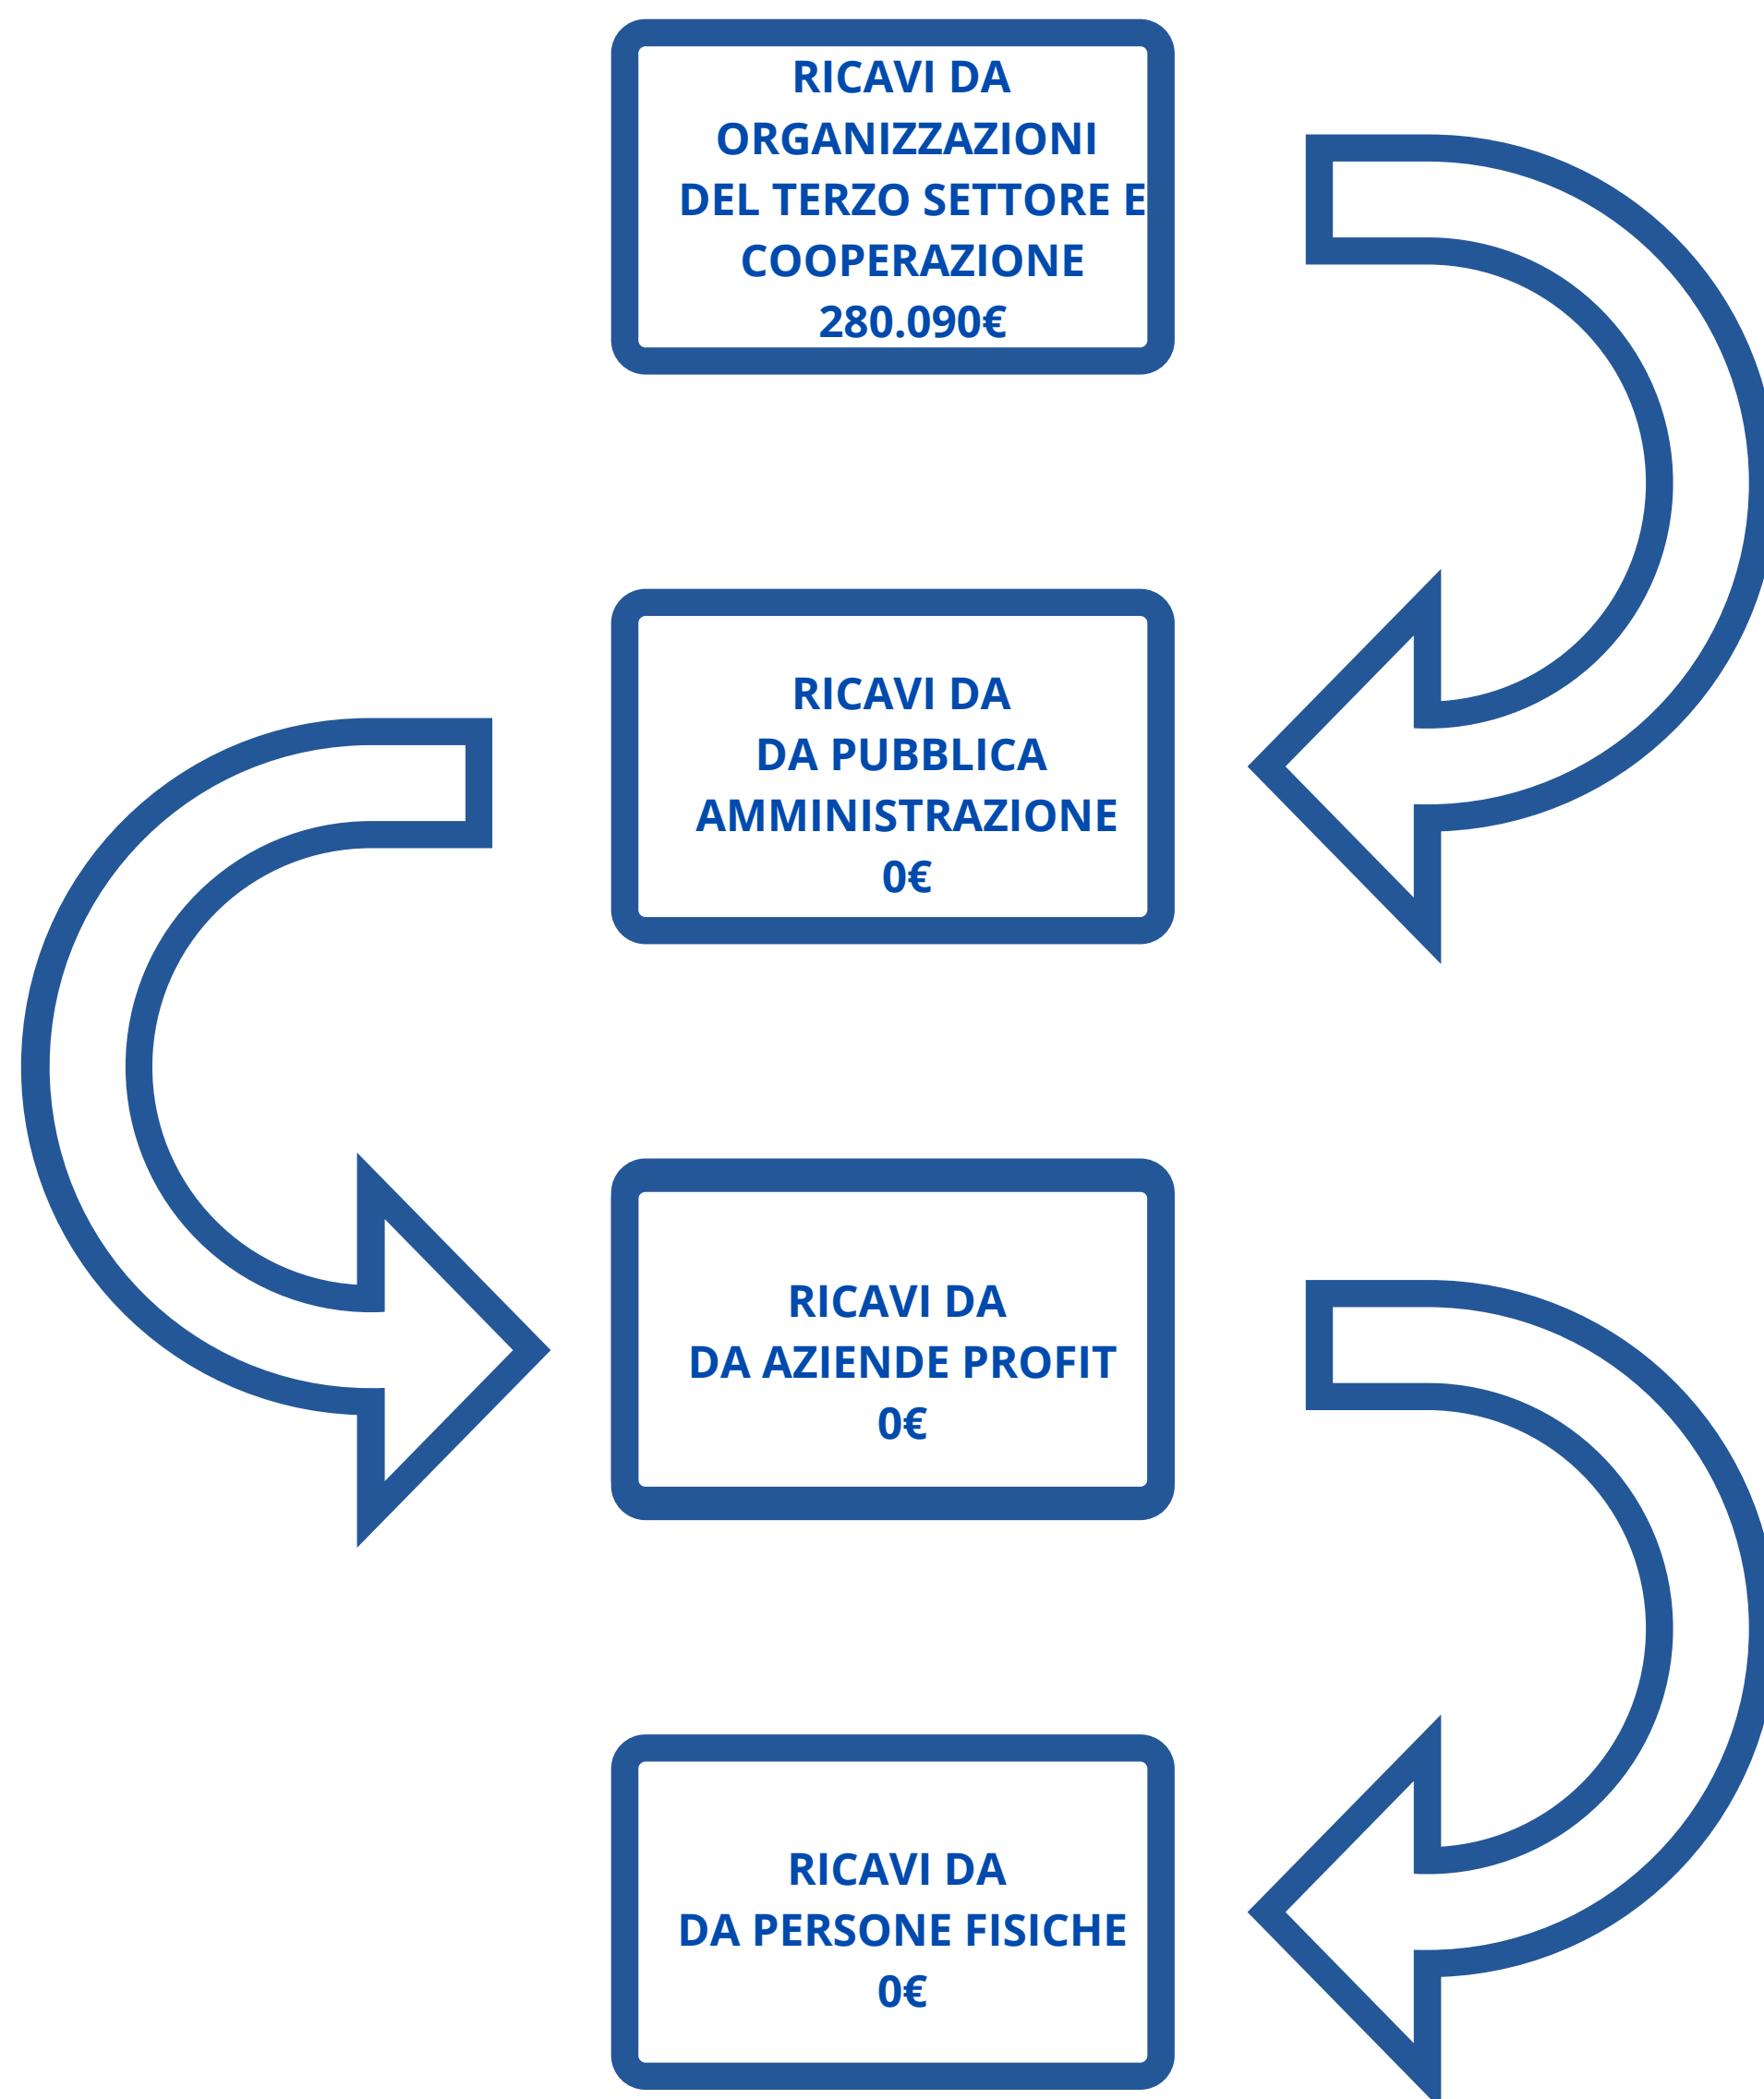 RICAVI DA
ORGANIZZAZIONI
DEL TERZO SETTORE E
COOPERAZIONE
280.090€
RICAVI DA
DA PUBBLICA
AMMINISTRAZIONE
0€
RICAVI DA
DA AZIENDE PROFIT
0€
RICAVI DA
DA PERSONE FISICHE
0€